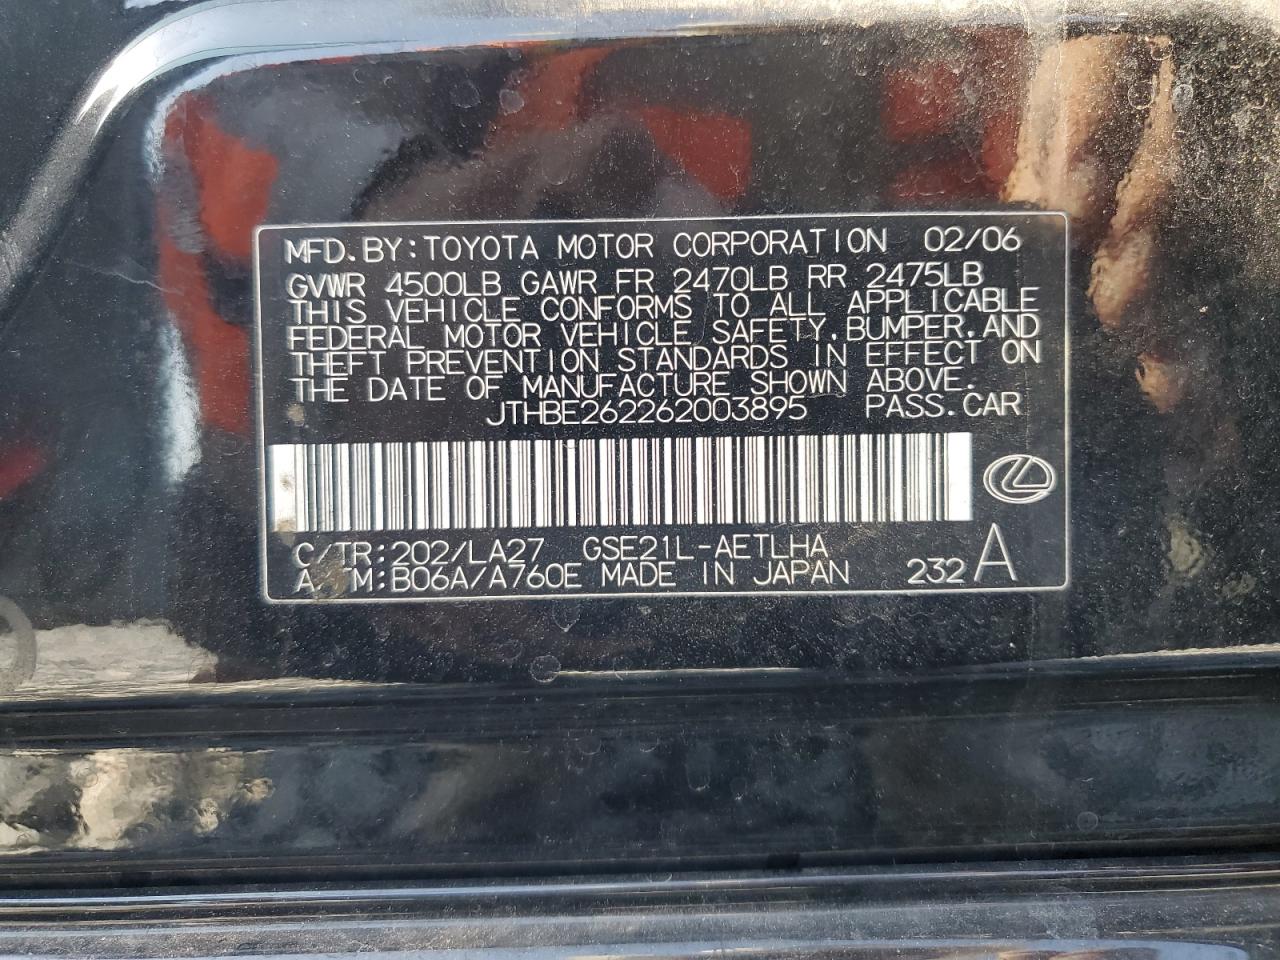 MFD. BY: TOYOTA MOTOR CORPORATION 02/06
GVWR 4500LB GAWR FR 2470LB RR 2475LB
THIS VEHICLE CONFORMS TO ALL APPLICABLE
FEDERAL MOTOR VEHICLE SAFETY, BUMPER, AND
THEFT PREVENTION STANDARDS IN EFFECT ON
THE DATE OF MANUFACTURE SHOWN ABOVE.
JTHBE262262003895 PASS. CAR
C/TR: 202/LA27 GSE21L-AETLHA
A/TM: B06A/A760E MADE IN JAPAN 232 A